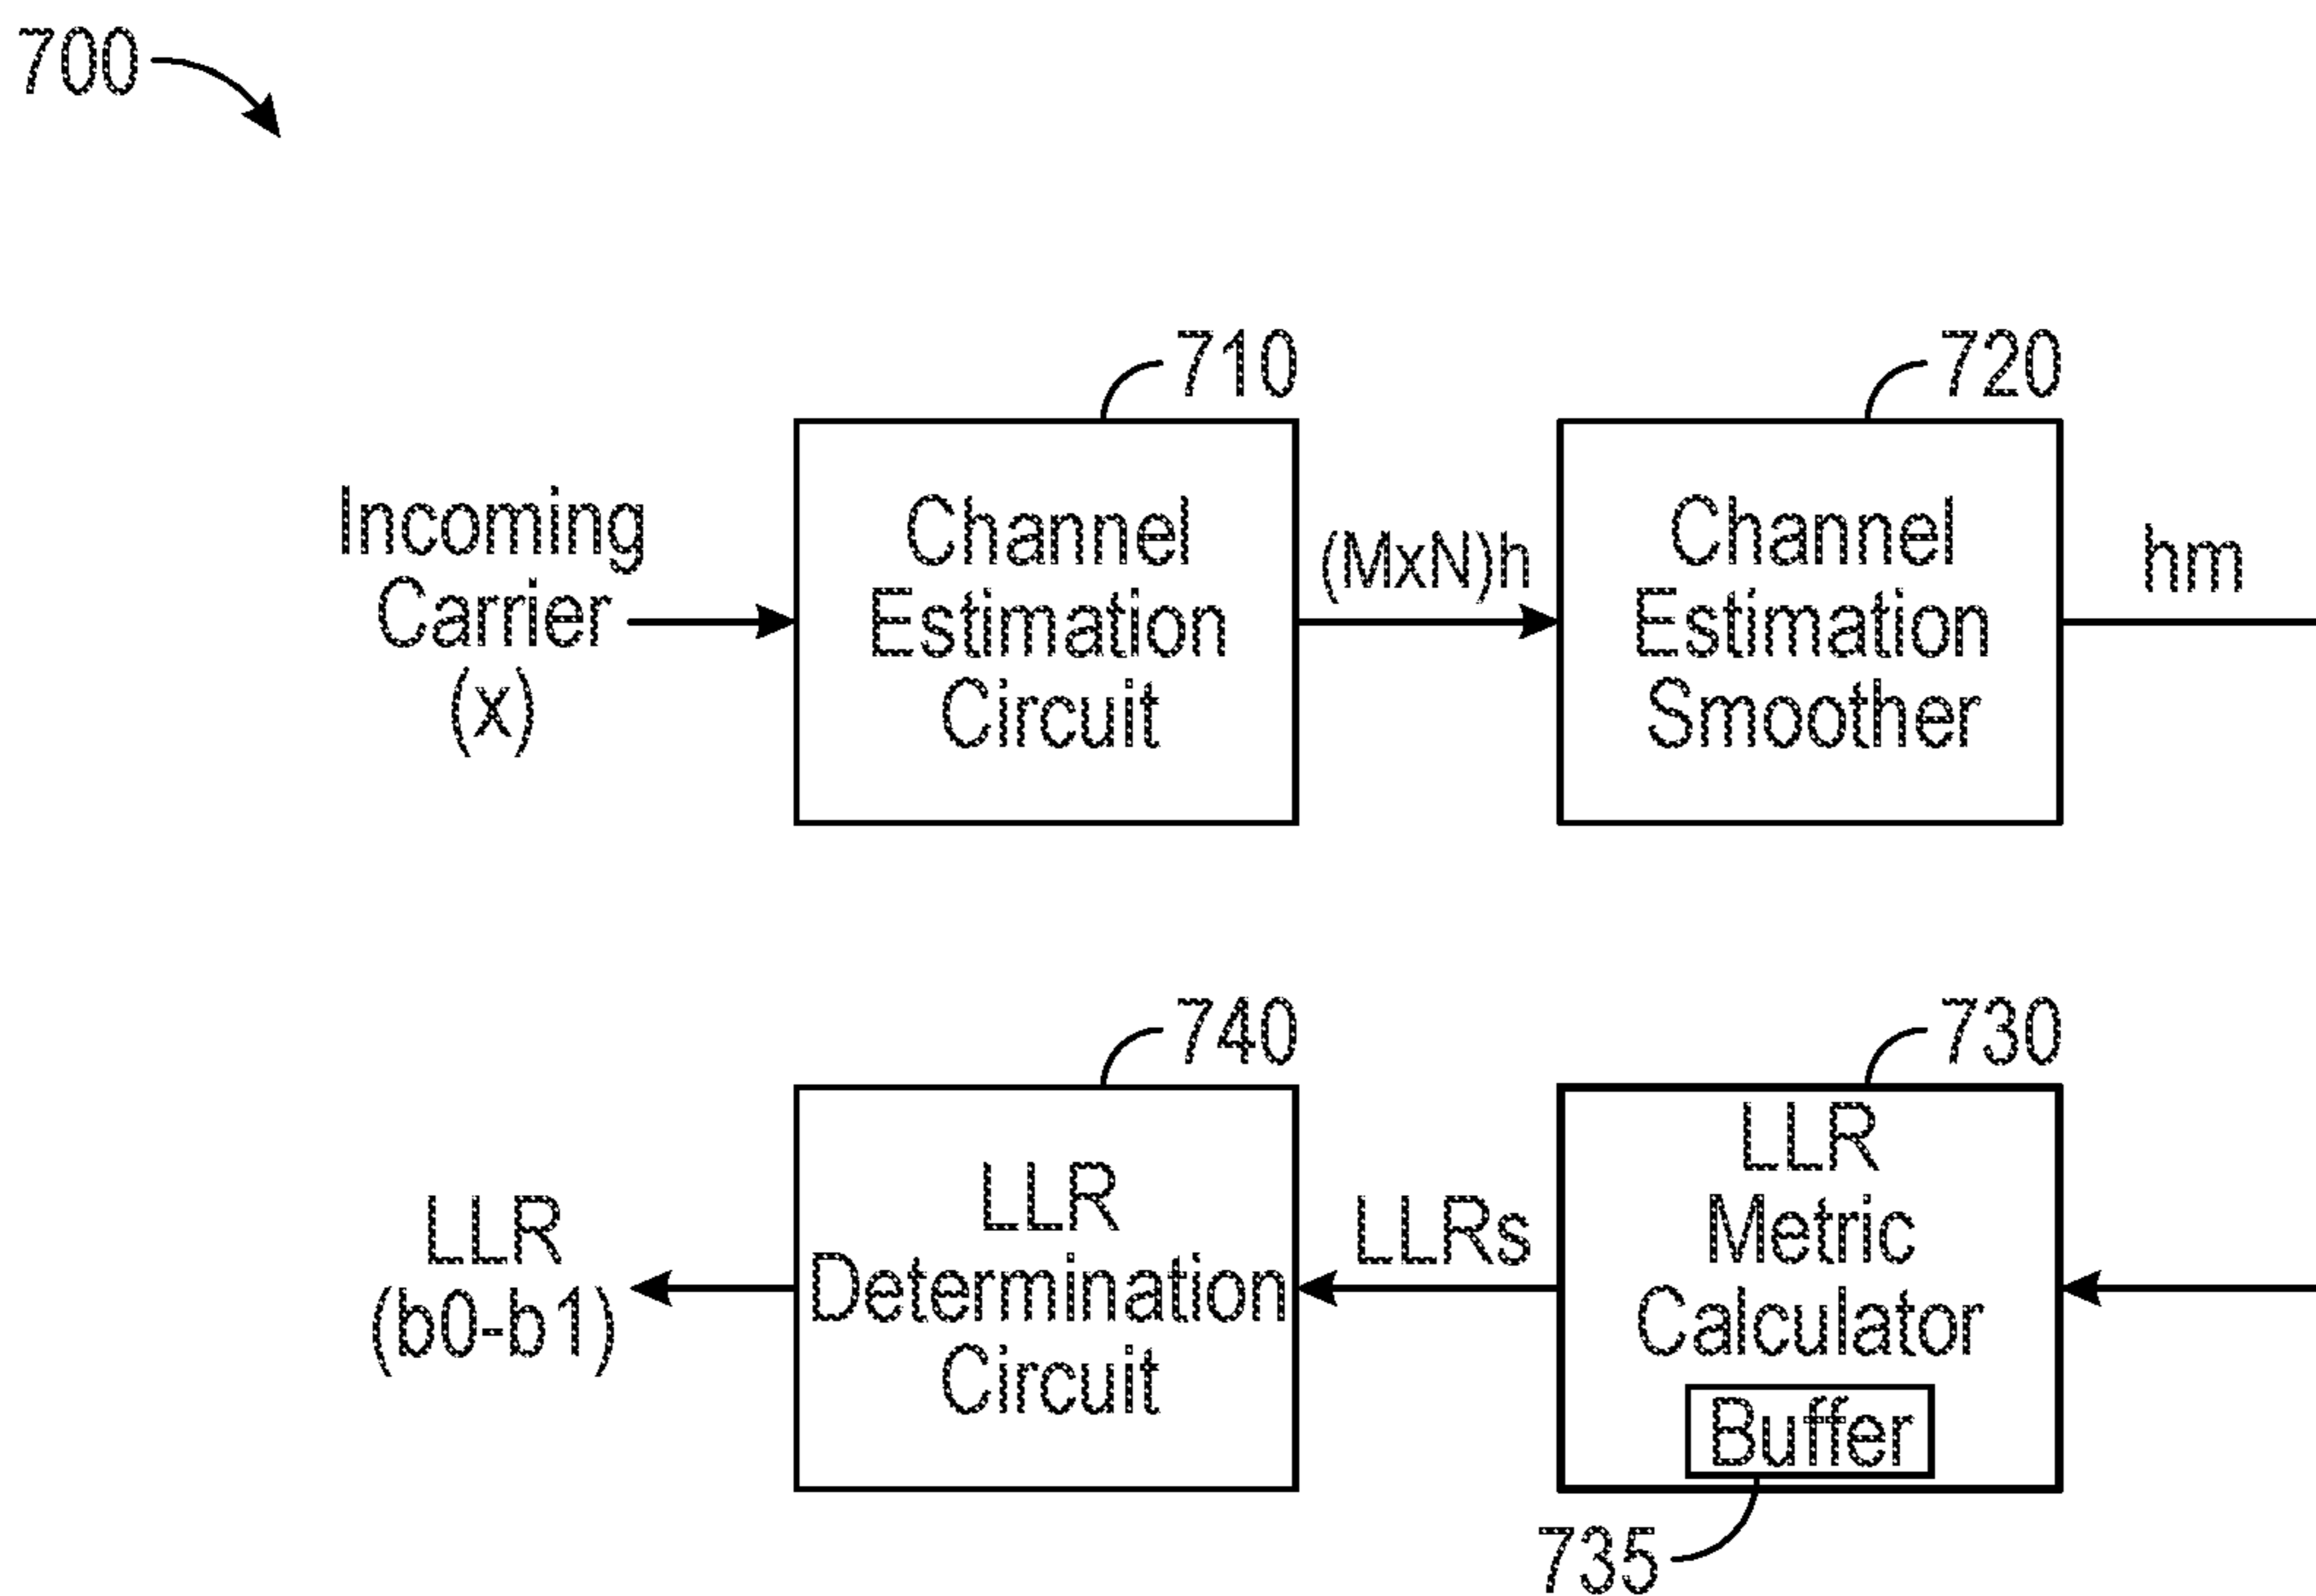 700
710
720
Incoming
Carrier
(x)
Channel
Estimation
Circuit
(MxN)h
Channel
Estimation
Smoother
hm
740
730
LLR
(b0-b1)
LLR
Determination
Circuit
LLRs
LLR
Metric
Calculator
Buffer
735